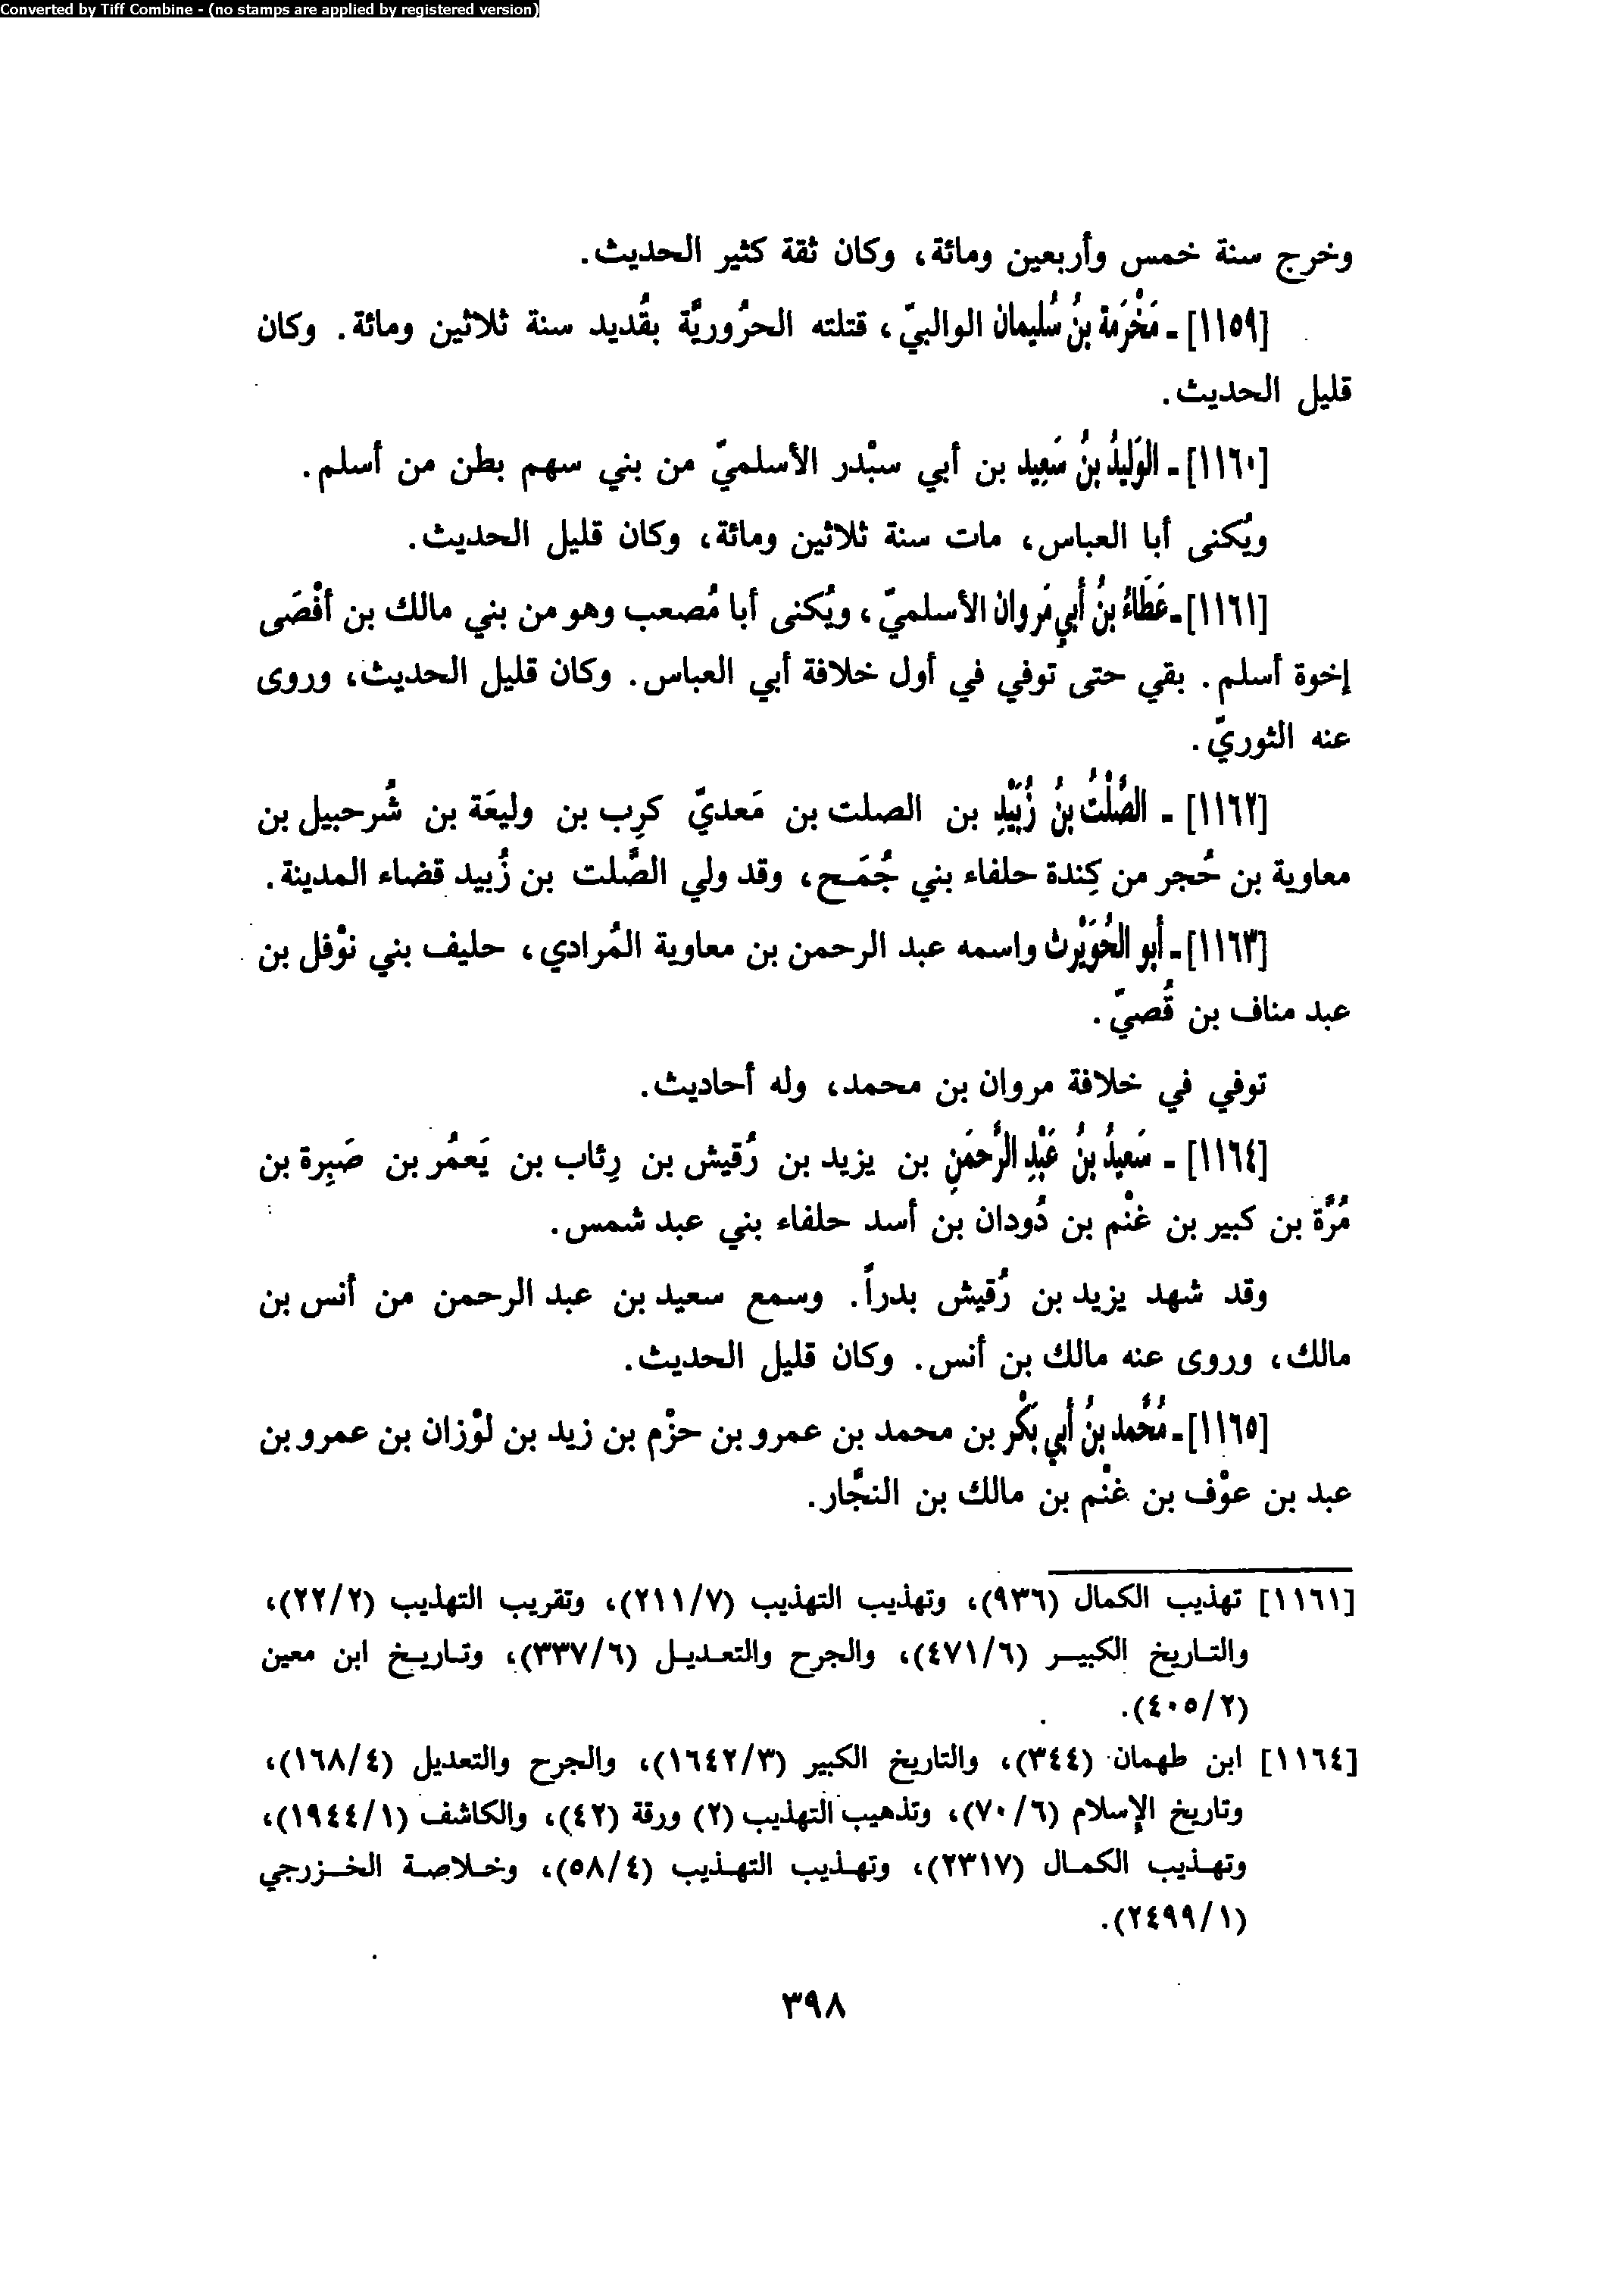 Converted by Tiff Combine - (no stamps are applied by registered version)
وخرج سنة خمس وأربعين ومائة، وكان ثقة كثير الحديث.
[١١٥٩] ـ مَخْرَمة بنُ سُليمان الوالبيّ، قتلته الحرُوريَّة بقُديد سنة ثلاثين ومائة. وكان
قليل الحديث.
[١١٦٠] ـ الوَليدُ بنُ سَعِيد بن أبي سبْدر الأسلميّ من بني سهم بطن من أسلم.
ويُكنى أبا العباس، مات سنة ثلاثين ومائة، وكان قليل الحديث.
[١١٦١] ـ عَطَاءُ بنُ أَبي مَروان الأسلميّ، ويُكنى أبا مُصعب وهو من بني مالك بن أفْصَى
إخوة أسلم. بقي حتى توفي في أول خلافة أبي العباس. وكان قليل الحديث، وروى
عنه الثوريّ.
[١١٦٢] ـ الصَّلْتُ بنُ زُبَيْدِ بن الصلت بن مَعديّ كرِب بن وليعَة بن شُرحبيل بن
معاوية بن حُجر من كِندة حلفاء بني جُمَح، وقد ولي الصَّلت بن زُبيد قضاء المدينة.
[١١٦٣] ـ أبو الحُوَيْرث واسمه عبد الرحمن بن معاوية المُرادي، حليف بني نوْفل بن
عبد مناف بن قُصيّ.
توفي في خلافة مروان بن محمد، وله أحاديث.
[١١٦٤] ـ سَعيدُ بنُ عَبْدِ الرَّحمَنِ بن يزيد بن رُقيش بن رِئاب بن يَعمُر بن صَبِرة بن
مُرَّة بن كبير بن غنْم بن دُودان بن أسد حلفاء بني عبد شمس.
وقد شهد يزيد بن رُقيش بدراً. وسمع سعيد بن عبد الرحمن من أنس بن
مالك، وروى عنه مالك بن أنس. وكان قليل الحديث.
[١١٦٥] ـ مُحَّمد بنُ أَبي بَكْر بن محمد بن عمرو بن حزْم بن زيد بن لوْزان بن عمرو بن
عبد بن عوْف بن غنْم بن مالك بن النجَّار.
[١١٦١] تهذيب الكمال (٩٣٦)، وتهذيب التهذيب (٢١١/٧)، وتقريب التهذيب (٢٢/٢)،
والتاريخ الكبير (٤٧١/٦)، والجرح والتعديل (٣٣٧/٦)، وتاريخ ابن معين
(٤٠٥/٢).
[١١٦٤] ابن طهمان (٣٤٤)، والتاريخ الكبير (١٦٤٢/٣)، والجرح والتعديل (١٦٨/٤)،
وتاريخ الإسلام (٧٠/٦)، وتذهيب التهذيب (٢) ورقة (٤٢)، والكاشف (١٩٤٤/١)،
وتهذيب الكمال (٢٣١٧)، وتهذيب التهذيب (٥٨/٤)، وخلاصة الخزرجي
(٢٤٩٩/١).
٣٩٨